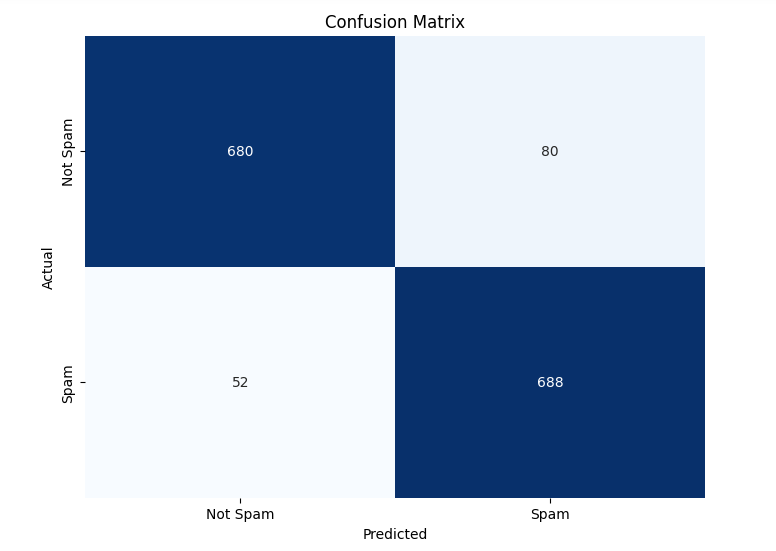 Confusion Matrix
Not Spam
680
80
Actual
Spam
52
688
Not Spam
Spam
Predicted